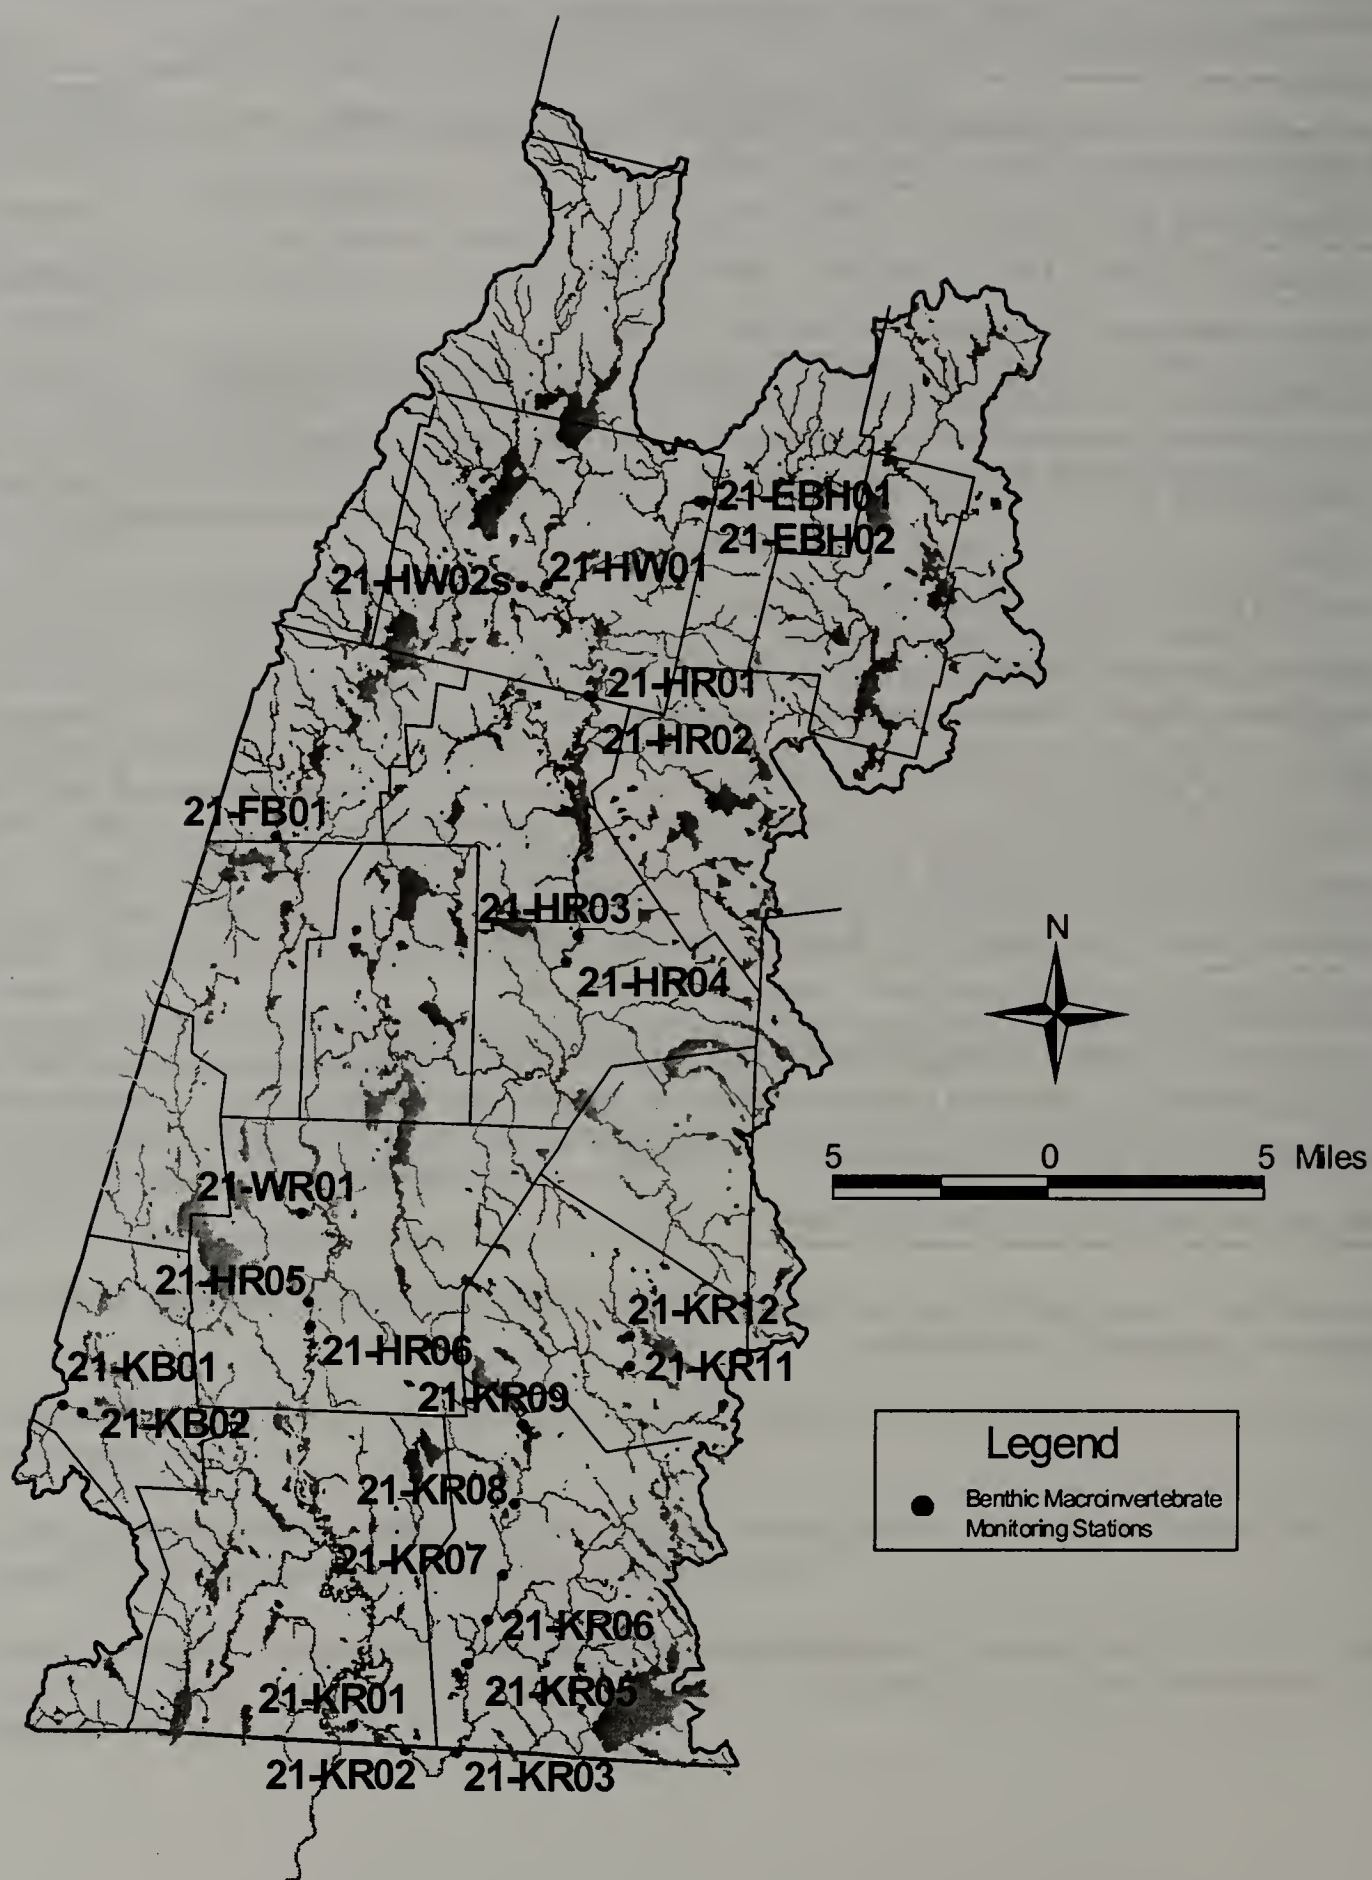 21-EBH01
21-EBH02
21-HW01
21-HW02s
21-HR01
21-HR02
21-FB01
21-HR03
21-HR04
N
5 0 5 Miles
21-WR01
21-HR05
21-KR12
21-HR06
21-KR11
21-KB01
21-KR09
21-KB02
Legend
Benthic Macroinvertebrate
Monitoring Stations
21-KR08
21-KR07
21-KR06
21-KR05
21-KR01
21-KR02
21-KR03